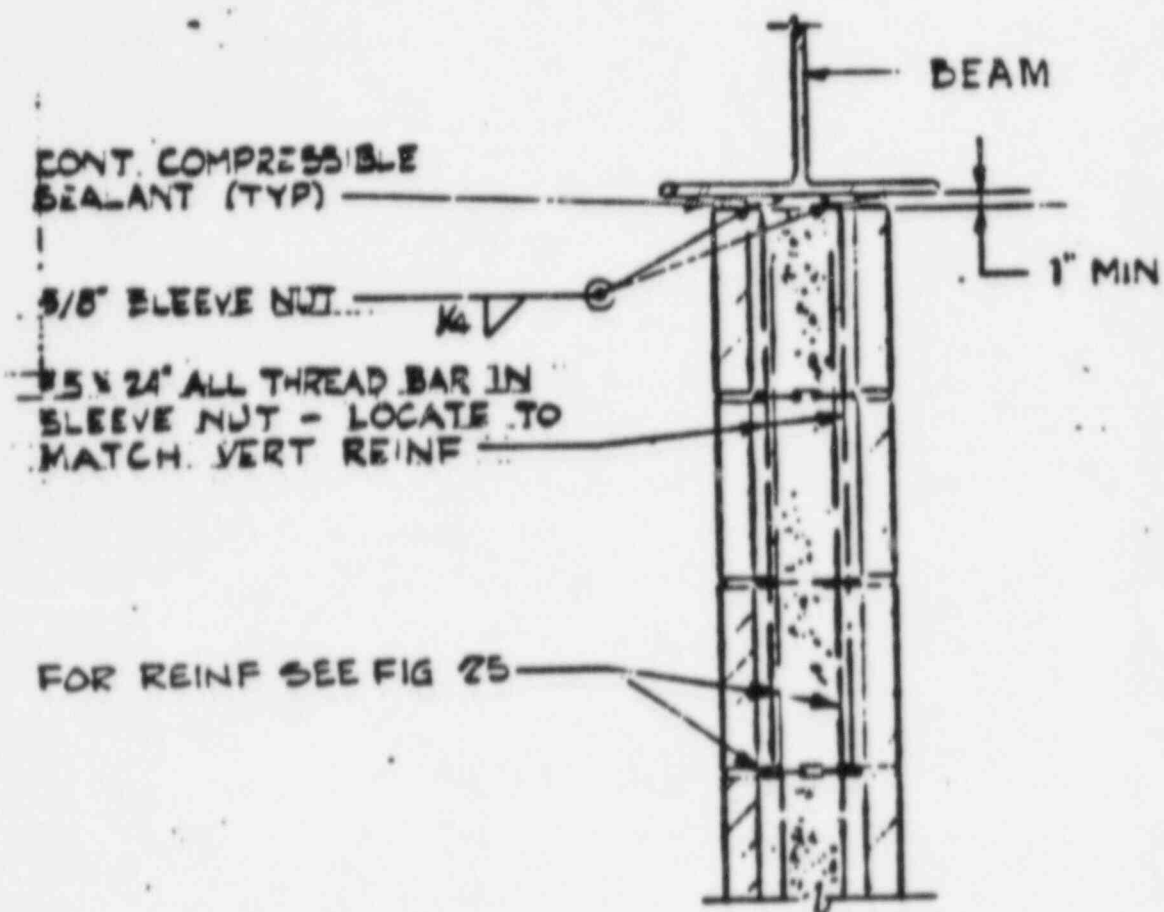 BEAM
CONT. COMPRESSIBLE
SEALANT (TYP)
1" MIN
5/8" SLEEVE NUT
1/4
#5 x 24" ALL THREAD BAR IN
SLEEVE NUT - LOCATE TO
MATCH VERT REINF
FOR REINF SEE FIG 25